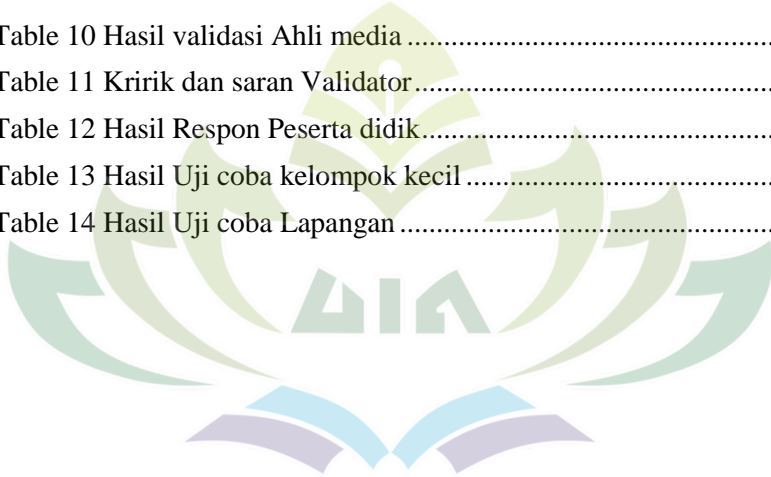 Table 10 Hasil validasi Ahli media ................................................
Table 11 Kririk dan saran Validator ...............................................
Table 12 Hasil Respon Peserta didik ..............................................
Table 13 Hasil Uji coba kelompok kecil ........................................
Table 14 Hasil Uji coba Lapangan .................................................
UIN